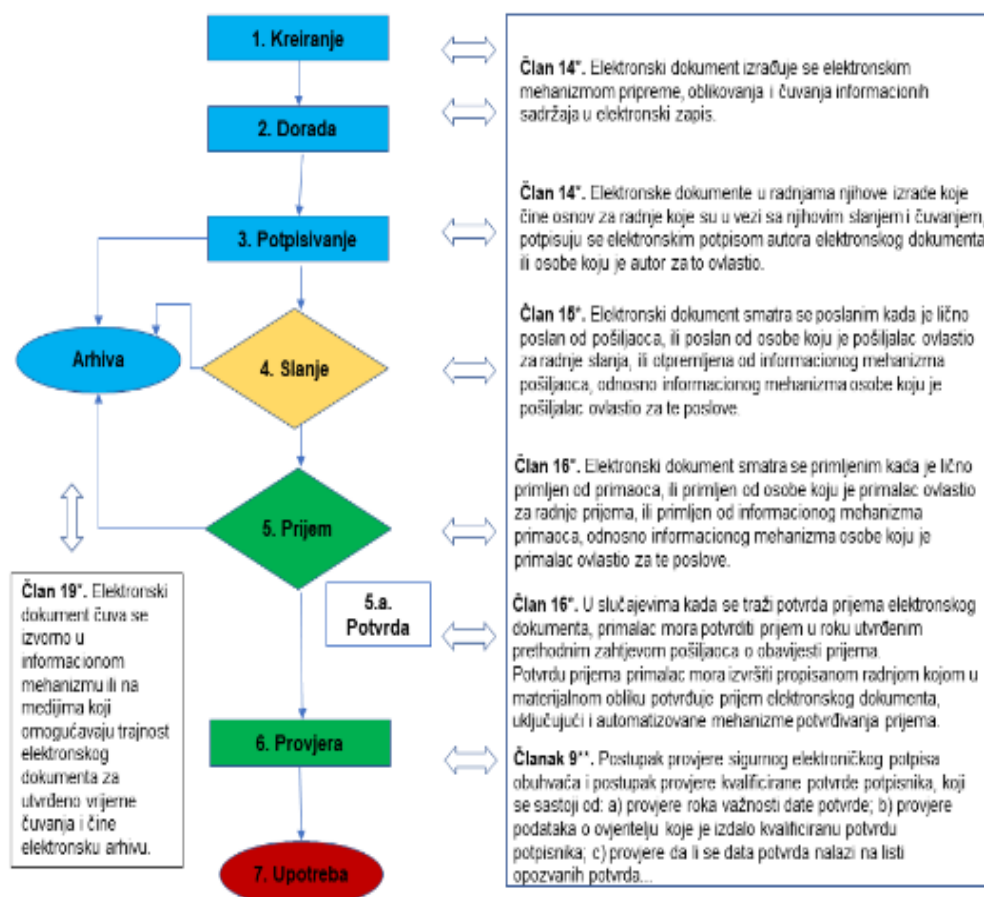 1. Kreiranje
2. Dorada
3. Potpisivanje
Arhiva
4. Slanje
5. Prijem
5.a.
Potvrda
6. Provjera
7. Upotreba
Član 19*. Elektronski
dokument čuva se
izvorno u
informacionom
mehanizmu ili na
medijima koji
omogućavaju trajnost
elektronskog
dokumenta za
utvrđeno vrijeme
čuvanja i čine
elektronsku arhivu.
Član 14*. Elektronski dokument izrađuje se elektronskim
mehanizmom pripreme, oblikovanja i čuvanja informacionih
sadržaja u elektronski zapis.
Član 14*. Elektronske dokumente u radnjama njihove izrade koje
čine osnov za radnje koje su u vezi sa njihovim slanjem i čuvanjem,
potpisuju se elektronskim potpisom autora elektronskog dokumenta
ili osobe koju je autor za to ovlastio.
Član 15*. Elektronski dokument smatra se poslanim kada je lično
poslan od pošiljaoca, ili poslan od osobe koju je pošiljalac ovlastio
za radnje slanja, ili otpremljena od informacionog mehanizma
pošiljaoca, odnosno informacionog mehanizma osobe koju je
pošiljalac ovlastio za te poslove.
Član 16*. Elektronski dokument smatra se primljenim kada je lično
primljen od primaoca, ili primljen od osobe koju je primalac ovlastio
za radnje prijema, ili primljen od informacionog mehanizma
primaoca, odnosno informacionog mehanizma osobe koju je
primalac ovlastio za te poslove.
Član 16*. U slučajevima kada se traži potvrda prijema elektronskog
dokumenta, primalac mora potvrditi prijem u roku utvrđenim
prethodnim zahtjevom pošiljaoca o obavijesti prijema.
Potvrdu prijema primalac mora izvršiti propisanom radnjom kojom u
materijalnom obliku potvrđuje prijem elektronskog dokumenta,
uključujući i automatizovane mehanizme potvrđivanja prijema.
Članak 9**. Postupak provjere sigurnog elektroničkog potpisa
obuhvaća i postupak provjere kvalificirane potvrde potpisnika, koji
se sastoji od: a) provjere roka važnosti date potvrde; b) provjere
podataka o ovjeritelju koje je izdalo kvalificiranu potvrdu
potpisnika; c) provjere da li se data potvrda nalazi na listi
opozvanih potvrda...